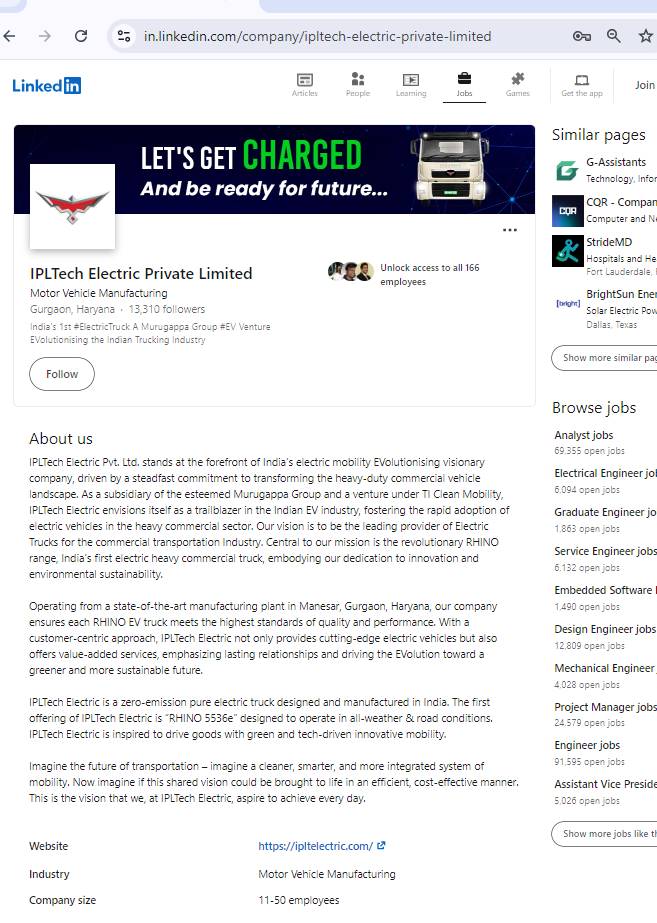 in.linkedin.com/company/ipltech-electric-private-limited
Linkedin
Articles
People
Learning
Jobs
Games
Get the app
Join
LET'S GET CHARGED
And be ready for future...
IPLTech Electric Private Limited
Motor Vehicle Manufacturing
Gurgaon, Haryana · 13,310 followers
India's 1st #ElectricTruck A Murugappa Group #EV Venture
EVolutionising the Indian Trucking Industry
Unlock access to all 166
employees
Follow
About us
IPLTech Electric Pvt. Ltd. stands at the forefront of India's electric mobility EVolutionising visionary
company, driven by a steadfast commitment to transforming the heavy-duty commercial vehicle
landscape. As a subsidiary of the esteemed Murugappa Group and a venture under TI Clean Mobility,
IPLTech Electric envisions itself as a trailblazer in the Indian EV industry, fostering the rapid adoption of
electric vehicles in the heavy commercial sector. Our vision is to be the leading provider of Electric
Trucks for the commercial transportation Industry. Central to our mission is the revolutionary RHINO
range, India's first electric heavy commercial truck, embodying our dedication to innovation and
environmental sustainability.
Operating from a state-of-the-art manufacturing plant in Manesar, Gurgaon, Haryana, our company
ensures each RHINO EV truck meets the highest standards of quality and performance. With a
customer-centric approach, IPLTech Electric not only provides cutting-edge electric vehicles but also
offers value-added services, emphasizing lasting relationships and driving the EVolution toward a
greener and more sustainable future.
IPLTech Electric is a zero-emission pure electric truck designed and manufactured in India. The first
offering of IPLTech Electric is "RHINO 5536e" designed to operate in all-weather & road conditions.
IPLTech Electric is inspired to drive goods with green and tech-driven innovative mobility.
Imagine the future of transportation – imagine a cleaner, smarter, and more integrated system of
mobility. Now imagine if this shared vision could be brought to life in an efficient, cost-effective manner.
This is the vision that we, at IPLTech Electric, aspire to achieve every day.
Website
https://ipltelectric.com/
Industry
Motor Vehicle Manufacturing
Company size
11-50 employees
Similar pages
G-Assistants
Technology, Infor
CQR
CQR - Compan
Computer and Ne
StrideMD
Hospitals and He
Fort Lauderdale,
[bright]
BrightSun Ener
Solar Electric Pow
Dallas, Texas
Show more similar pag
Browse jobs
Analyst jobs
69,355 open jobs
Electrical Engineer jo
6,094 open jobs
Graduate Engineer jo
1,863 open jobs
Service Engineer jobs
6,132 open jobs
Embedded Software
1,490 open jobs
Design Engineer jobs
12,809 open jobs
Mechanical Engineer
4,028 open jobs
Project Manager jobs
24,579 open jobs
Engineer jobs
91,595 open jobs
Assistant Vice Preside
5,026 open jobs
Show more jobs like th